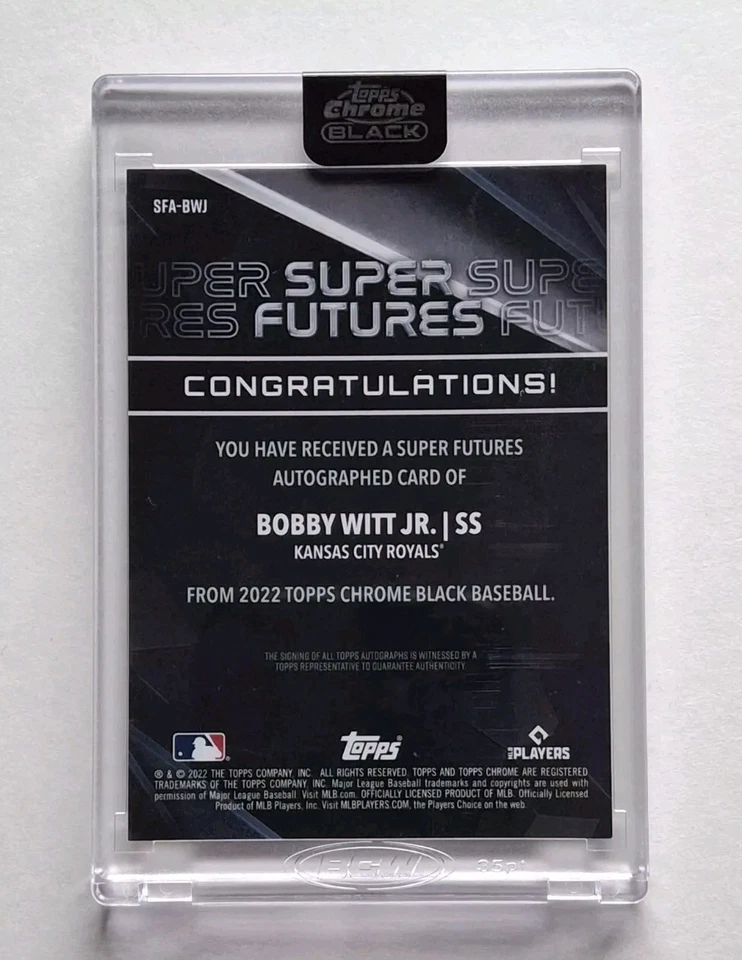 Topps
Chrome
BLACK
SFA-BWJ
UPER SUPER SUPE
RES FUTURES FUT
CONGRATULATIONS!
YOU HAVE RECEIVED A SUPER FUTURES
AUTOGRAPHED CARD OF
BOBBY WITT JR. | SS
KANSAS CITY ROYALS®
FROM 2022 TOPPS CHROME BLACK BASEBALL.
THE SIGNING OF ALL TOPPS AUTOGRAPHS IS WITNESSED BY A
TOPPS REPRESENTATIVE TO GUARANTEE AUTHENTICITY.
Topps® MLB PLAYERS
® & © 2022 THE TOPPS COMPANY, INC. ALL RIGHTS RESERVED. TOPPS AND TOPPS CHROME ARE REGISTERED
TRADEMARKS OF THE TOPPS COMPANY, INC. Major League Baseball trademarks and copyrights are used with
permission of Major League Baseball. Visit MLB.com. OFFICIALLY LICENSED PRODUCT OF MLB. Officially Licensed
Product of MLB Players, Inc. Visit MLBPLAYERS.COM, the Players Choice on the web.
BCW 35pt